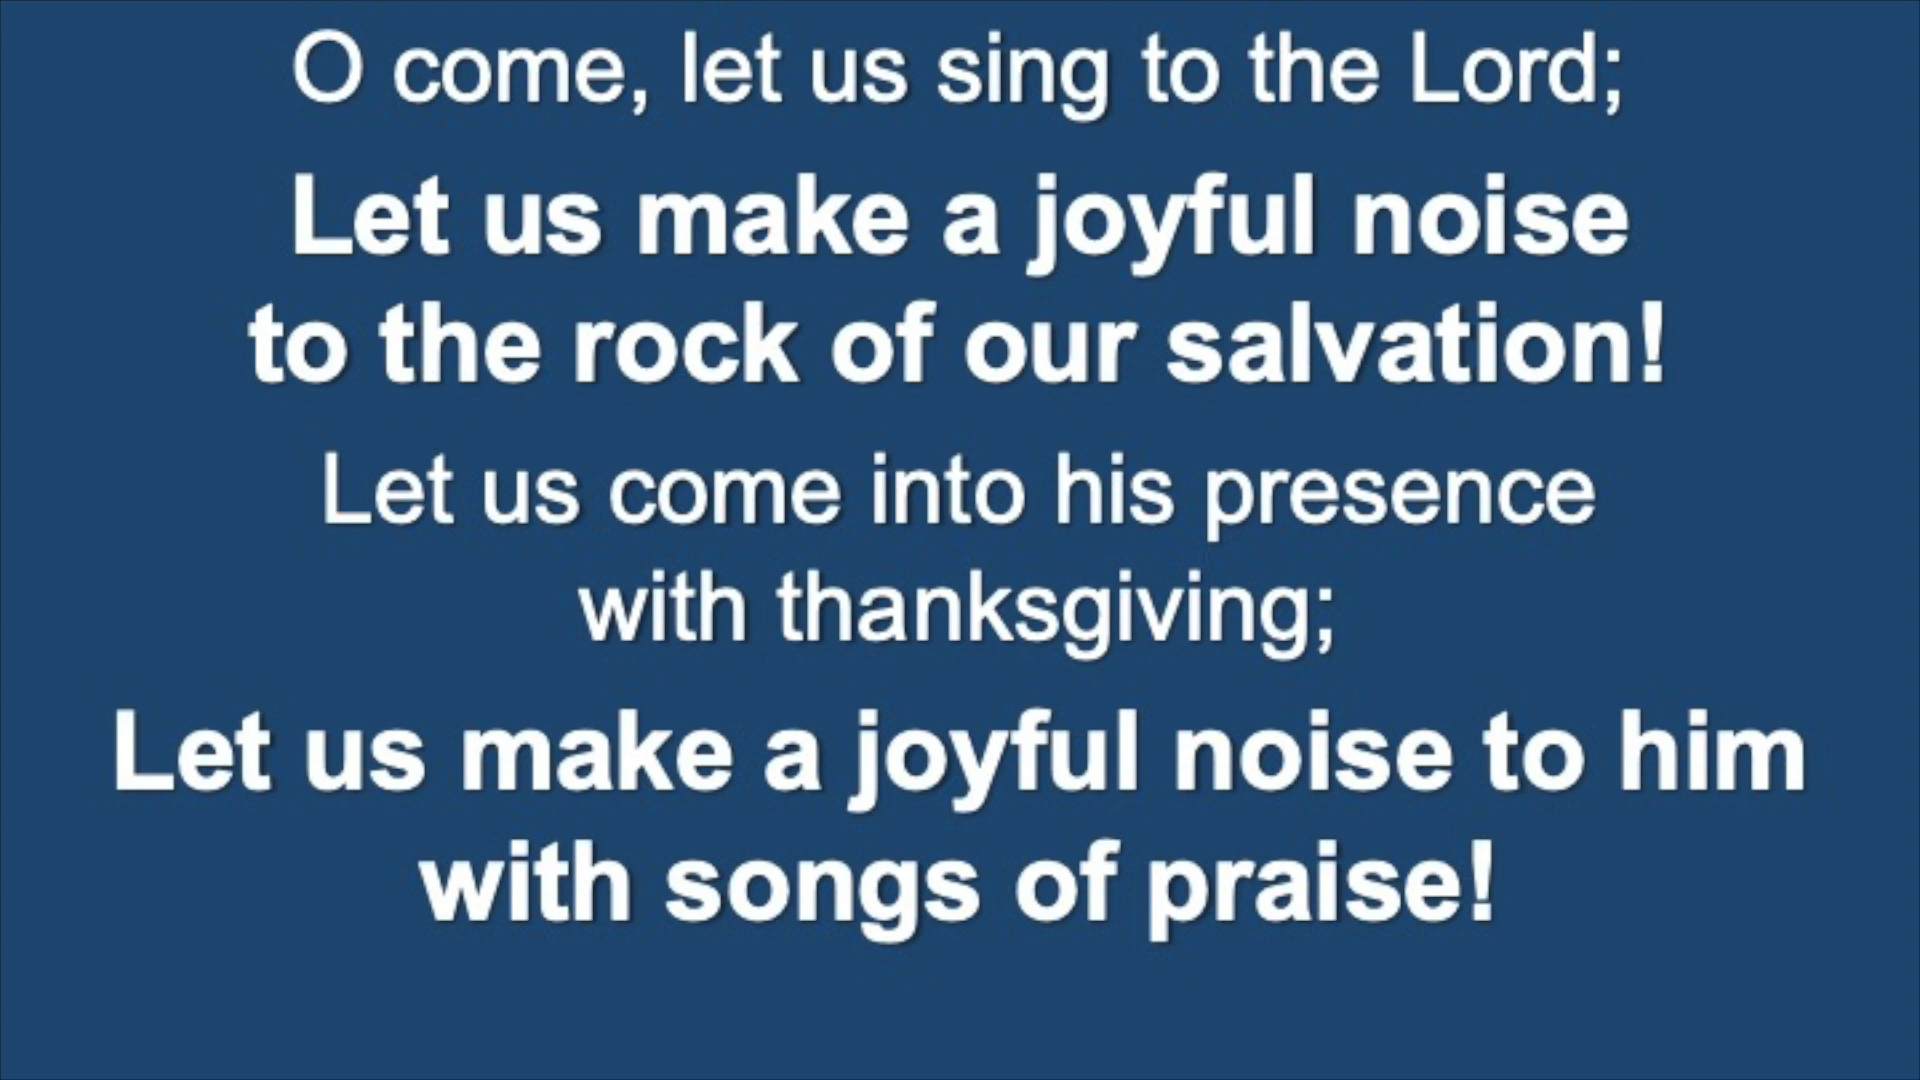 O come, let us sing to the Lord;
Let us make a joyful noise
to the rock of our salvation!
Let us come into his presence
with thanksgiving;
Let us make a joyful noise to him
with songs of praise!